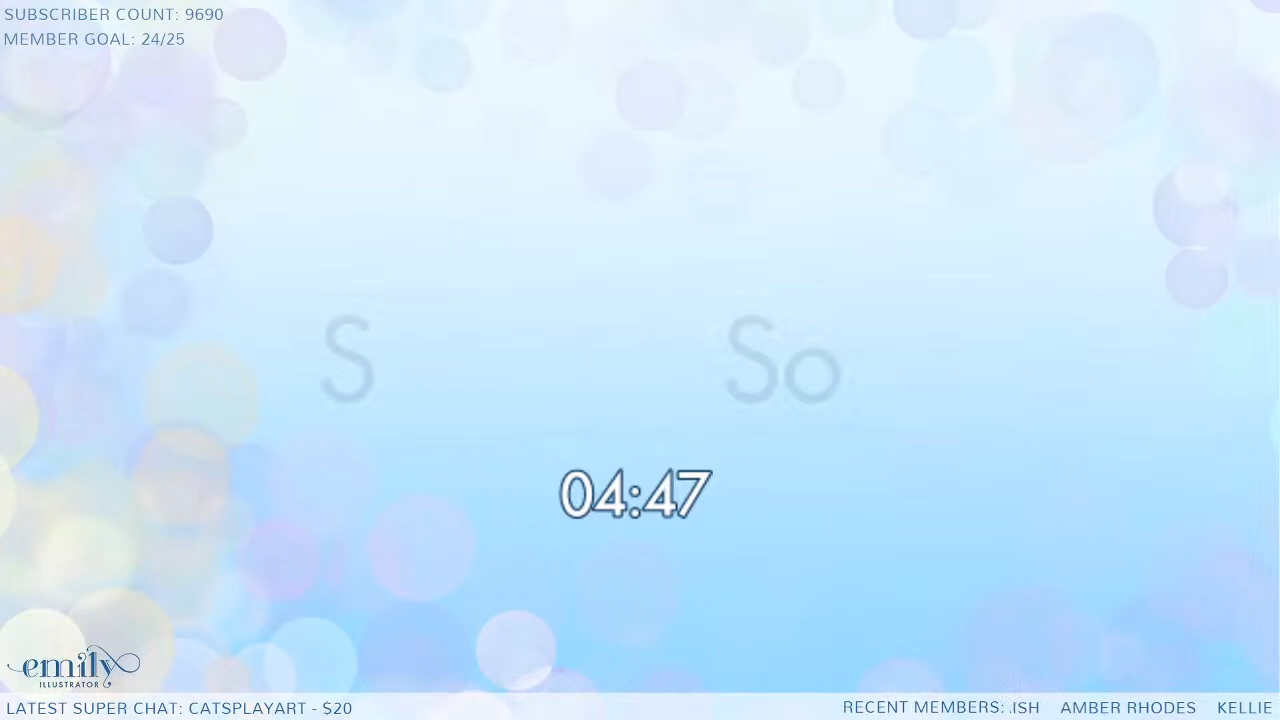 SUBSCRIBER COUNT: 9690
MEMBER GOAL: 24/25
S So
04:47
emily
ILLUSTRATOR
LATEST SUPER CHAT: CATSPLAYART - $20
RECENT MEMBERS: .ISH AMBER RHODES KELLIE